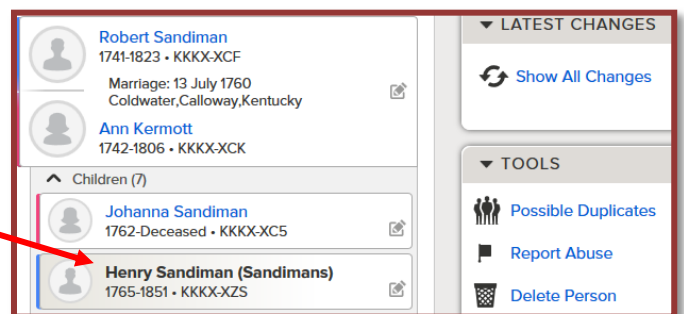 Robert Sandiman
1741-1823 • KKKX-XCF
Marriage: 13 July 1760
Coldwater,Calloway,Kentucky
Ann Kermott
1742-1806 • KKKX-XCK
Children (7)
Johanna Sandiman
1762-Deceased • KKKX-XC5
Henry Sandiman (Sandimans)
1765-1851 • KKKX-XZS
LATEST CHANGES
Show All Changes
TOOLS
Possible Duplicates
Report Abuse
Delete Person